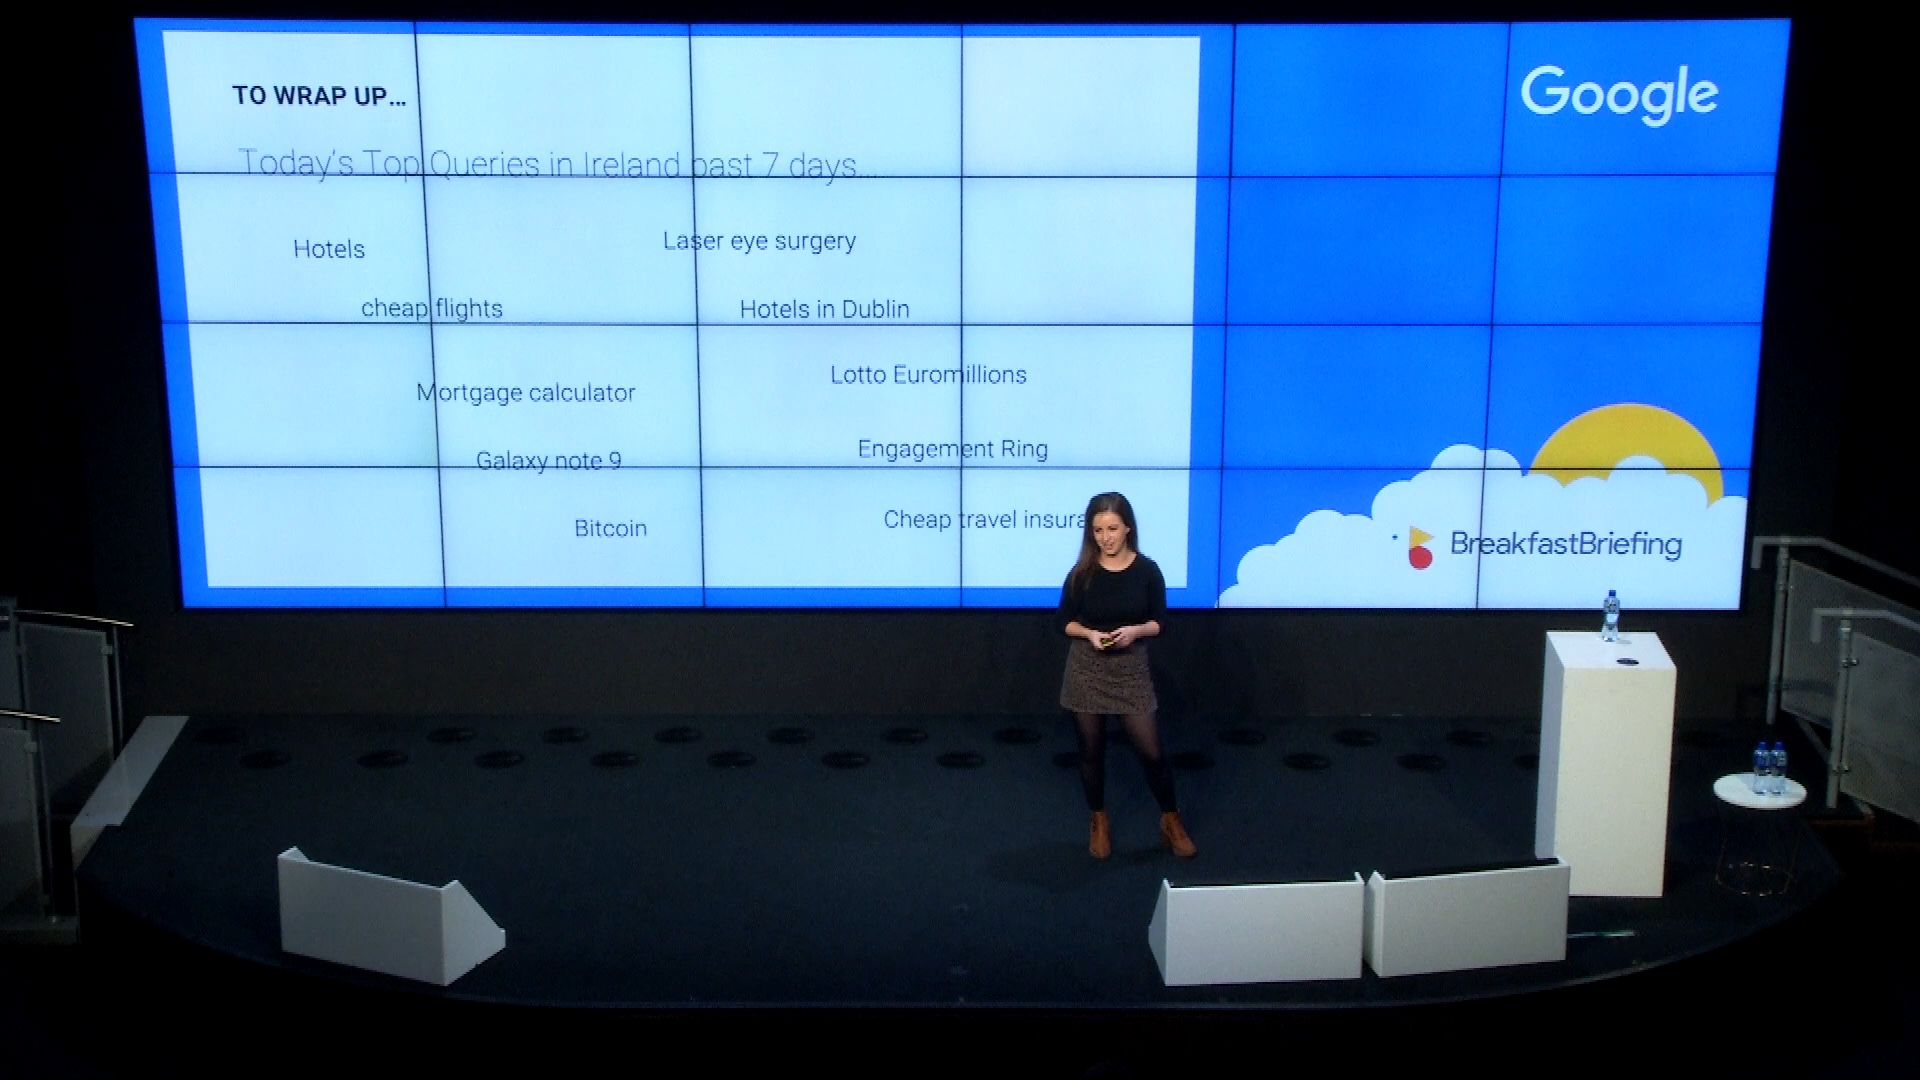 TO WRAP UP...
Today's Top Queries in Ireland past 7 days...
Hotels
cheap flights
Mortgage calculator
Galaxy note 9
Bitcoin
Laser eye surgery
Hotels in Dublin
Lotto Euromillions
Engagement Ring
Cheap travel insura
Google
BreakfastBriefing